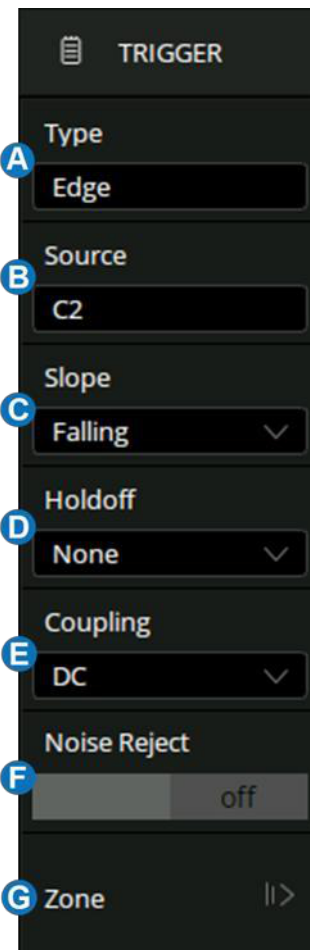 TRIGGER
Type
A
Edge
Source
B
C2
Slope
C
Falling
Holdoff
D
None
Coupling
E
DC
Noise Reject
F
off
G Zone